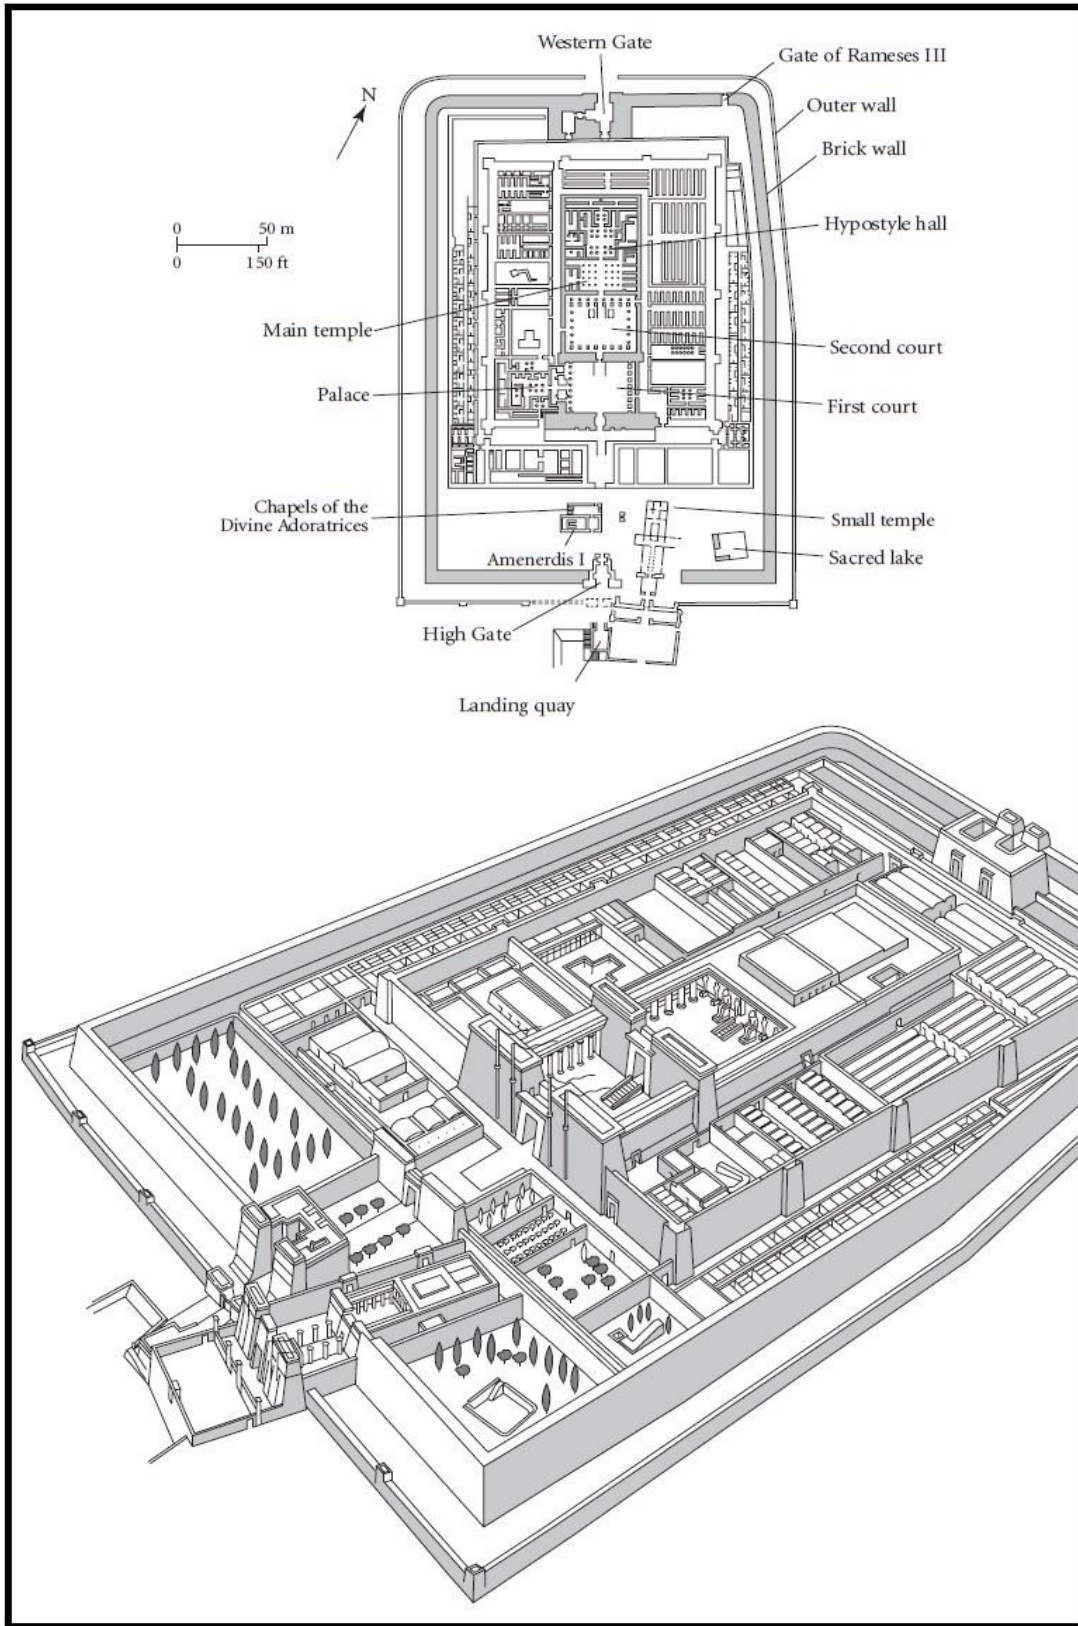 Western Gate
Gate of Rameses III
N
Outer wall
Brick wall
0 50 m
0 150 ft
Hypostyle hall
Main temple
Second court
Palace
First court
Chapels of the
Divine Adoratrices
Small temple
Amenerdis I
Sacred lake
High Gate
Landing quay